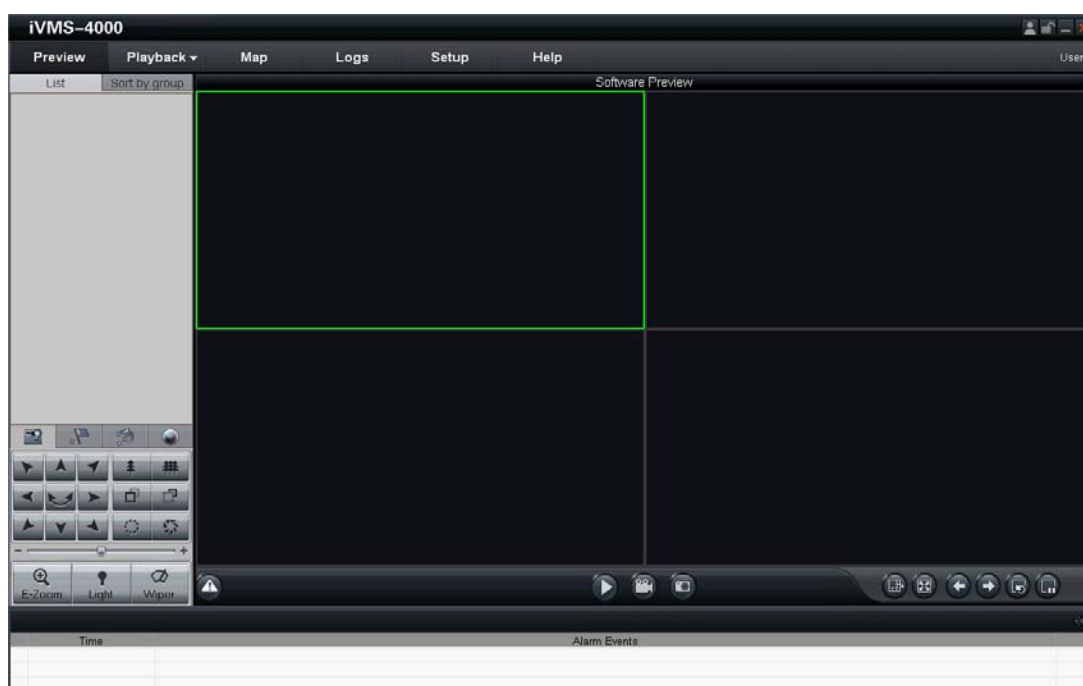 iVMS-4000
Preview Playback Map Logs Setup Help User
List Sort by group Software Preview
E-Zoom Light Wiper
Time Alarm Events